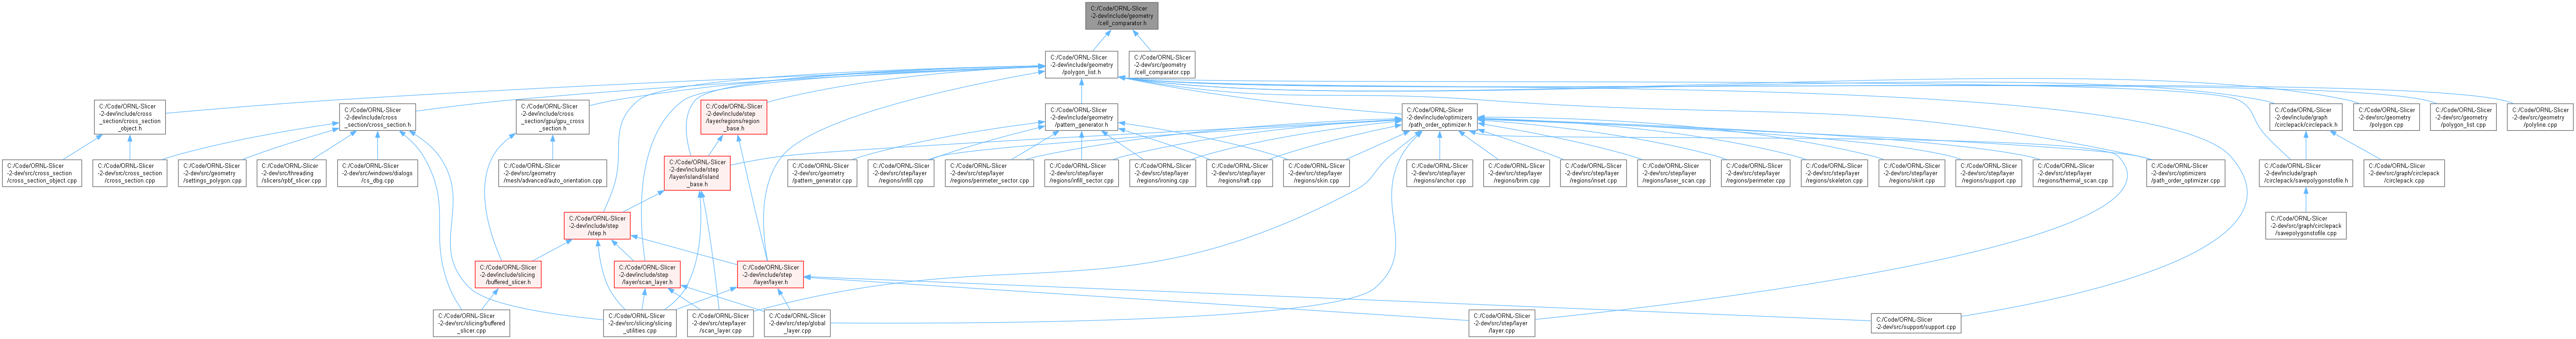 C:/Code/ORNL-Slicer
-2-dev/include/geometry
/cell_comparator.h
C:/Code/ORNL-Slicer
-2-dev/include/geometry
/polygon_list.h
C:/Code/ORNL-Slicer
-2-dev/src/geometry
/cell_comparator.cpp
C:/Code/ORNL-Slicer
-2-dev/include/cross
_section/cross_section
_object.h
C:/Code/ORNL-Slicer
-2-dev/include/cross
_section/cross_section.h
C:/Code/ORNL-Slicer
-2-dev/include/cross
_section/gpu/gpu_cross
_section.h
C:/Code/ORNL-Slicer
-2-dev/include/step
/layer/regions/region
_base.h
C:/Code/ORNL-Slicer
-2-dev/include/geometry
/pattern_generator.h
C:/Code/ORNL-Slicer
-2-dev/include/optimizers
/path_order_optimizer.h
C:/Code/ORNL-Slicer
-2-dev/include/graph
/circlepack/circlepack.h
C:/Code/ORNL-Slicer
-2-dev/src/geometry
/polygon.cpp
C:/Code/ORNL-Slicer
-2-dev/src/geometry
/polygon_list.cpp
C:/Code/ORNL-Slicer
-2-dev/src/geometry
/polyline.cpp
C:/Code/ORNL-Slicer
-2-dev/src/cross_section
/cross_section_object.cpp
C:/Code/ORNL-Slicer
-2-dev/src/cross_section
/cross_section.cpp
C:/Code/ORNL-Slicer
-2-dev/src/geometry
/settings_polygon.cpp
C:/Code/ORNL-Slicer
-2-dev/src/threading
/slicers/rpbf_slicer.cpp
C:/Code/ORNL-Slicer
-2-dev/src/windows/dialogs
/cs_dbg.cpp
C:/Code/ORNL-Slicer
-2-dev/src/geometry
/mesh/advanced/auto_orientation.cpp
C:/Code/ORNL-Slicer
-2-dev/include/step
/layer/island/island
_base.h
C:/Code/ORNL-Slicer
-2-dev/src/geometry
/pattern_generator.cpp
C:/Code/ORNL-Slicer
-2-dev/src/step/layer
/regions/infill.cpp
C:/Code/ORNL-Slicer
-2-dev/src/step/layer
/regions/perimeter_sector.cpp
C:/Code/ORNL-Slicer
-2-dev/src/step/layer
/regions/infill_sector.cpp
C:/Code/ORNL-Slicer
-2-dev/src/step/layer
/regions/ironing.cpp
C:/Code/ORNL-Slicer
-2-dev/src/step/layer
/regions/raft.cpp
C:/Code/ORNL-Slicer
-2-dev/src/step/layer
/regions/skin.cpp
C:/Code/ORNL-Slicer
-2-dev/src/step/layer
/regions/anchor.cpp
C:/Code/ORNL-Slicer
-2-dev/src/step/layer
/regions/brim.cpp
C:/Code/ORNL-Slicer
-2-dev/src/step/layer
/regions/inset.cpp
C:/Code/ORNL-Slicer
-2-dev/src/step/layer
/regions/laser_scan.cpp
C:/Code/ORNL-Slicer
-2-dev/src/step/layer
/regions/perimeter.cpp
C:/Code/ORNL-Slicer
-2-dev/src/step/layer
/regions/skeleton.cpp
C:/Code/ORNL-Slicer
-2-dev/src/step/layer
/regions/skirt.cpp
C:/Code/ORNL-Slicer
-2-dev/src/step/layer
/regions/support.cpp
C:/Code/ORNL-Slicer
-2-dev/src/step/layer
/regions/thermal_scan.cpp
C:/Code/ORNL-Slicer
-2-dev/src/optimizers
/path_order_optimizer.cpp
C:/Code/ORNL-Slicer
-2-dev/include/graph
/circlepack/savepolygonstofile.h
C:/Code/ORNL-Slicer
-2-dev/src/graph/circlepack
/circlepack.cpp
C:/Code/ORNL-Slicer
-2-dev/include/step
/step.h
C:/Code/ORNL-Slicer
-2-dev/src/graph/circlepack
/savepolygonstofile.cpp
C:/Code/ORNL-Slicer
-2-dev/include/slicing
/buffered_slicer.h
C:/Code/ORNL-Slicer
-2-dev/include/step
/layer/scan_layer.h
C:/Code/ORNL-Slicer
-2-dev/include/step
/layer/layer.h
C:/Code/ORNL-Slicer
-2-dev/src/slicing/buffered
_slicer.cpp
C:/Code/ORNL-Slicer
-2-dev/src/slicing/slicing
_utilities.cpp
C:/Code/ORNL-Slicer
-2-dev/src/step/layer
/scan_layer.cpp
C:/Code/ORNL-Slicer
-2-dev/src/step/global
_layer.cpp
C:/Code/ORNL-Slicer
-2-dev/src/step/layer
/layer.cpp
C:/Code/ORNL-Slicer
-2-dev/src/support/support.cpp